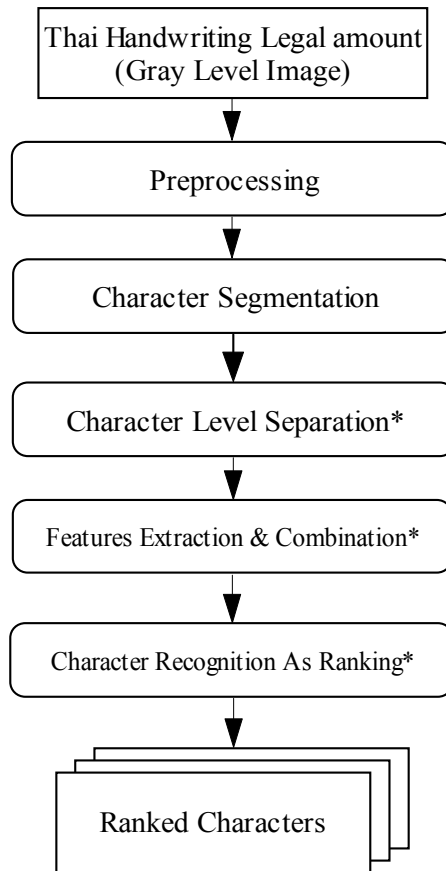 Thai Handwriting Legal amount
(Gray Level Image)
Preprocessing
Character Segmentation
Character Level Separation*
Features Extraction & Combination*
Character Recognition As Ranking*
Ranked Characters